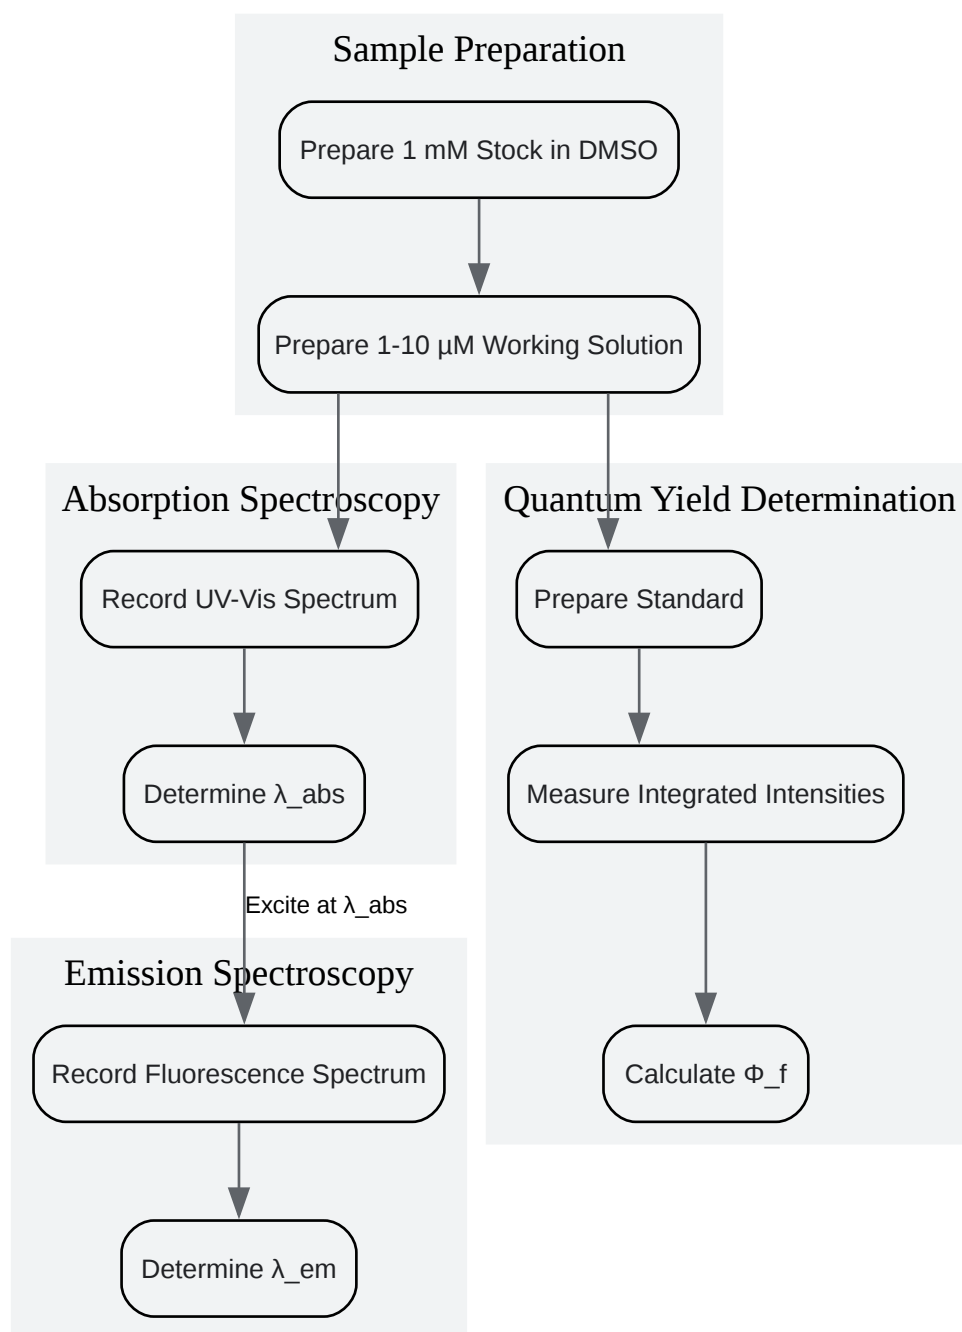 Sample Preparation
Prepare 1 mM Stock in DMSO
Prepare 1-10 µM Working Solution
Absorption Spectroscopy
Record UV-Vis Spectrum
Determine λ_abs
Excite at λ_abs
Emission Spectroscopy
Record Fluorescence Spectrum
Determine λ_em
Quantum Yield Determination
Prepare Standard
Measure Integrated Intensities
Calculate Φ_f